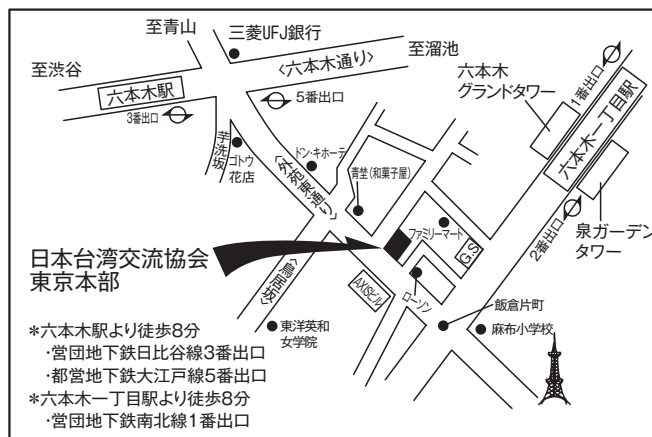 至青山
三菱UFJ銀行
至渋谷
〈六本木通り〉
至溜池
六本木駅
3番出口
5番出口
六本木
グランドタワー
1番出口
六本木一丁目駅
芋洗坂
ゴトウ
花店
ドン・キホーテ
〈外苑東通り〉
青埜(和菓子屋)
ファミリーマート
G.S
2番出口
泉ガーデン
タワー
日本台湾交流協会
東京本部
〈鳥居坂〉
AXISビル
ローソン
飯倉片町
麻布小学校
東洋英和
女学院
*六本木駅より徒歩8分
・営団地下鉄日比谷線3番出口
・都営地下鉄大江戸線5番出口
*六本木一丁目駅より徒歩8分
・営団地下鉄南北線1番出口